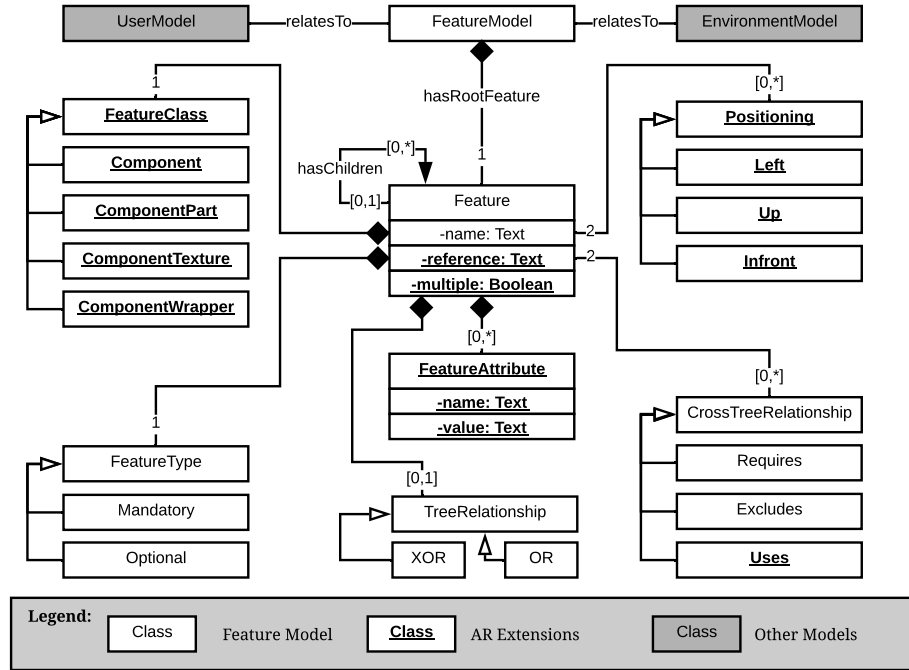 UserModel
relatesTo
FeatureModel
relatesTo
EnvironmentModel
1
[0,*]
hasRootFeature
FeatureClass
Positioning
Component
Left
ComponentPart
Up
ComponentTexture
Infront
ComponentWrapper
[0,*]
hasChildren
[0,1]
1
Feature
-name: Text
-reference: Text
-multiple: Boolean
2
2
[0,*]
FeatureAttribute
-name: Text
-value: Text
[0,*]
CrossTreeRelationship
Requires
Excludes
Uses
1
FeatureType
Mandatory
Optional
[0,1]
TreeRelationship
XOR
OR
Legend:
Class
Feature Model
Class
AR Extensions
Class
Other Models